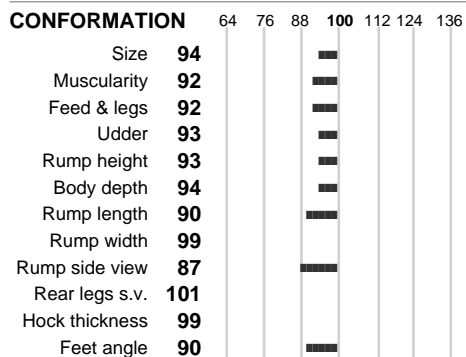 CONFORMATION 64 76 88 100 112 124 136
Size 94
Muscularity 92
Feed & legs 92
Udder 93
Rump height 93
Body depth 94
Rump length 90
Rump width 99
Rump side view 87
Rear legs s.v. 101
Hock thickness 99
Feet angle 90